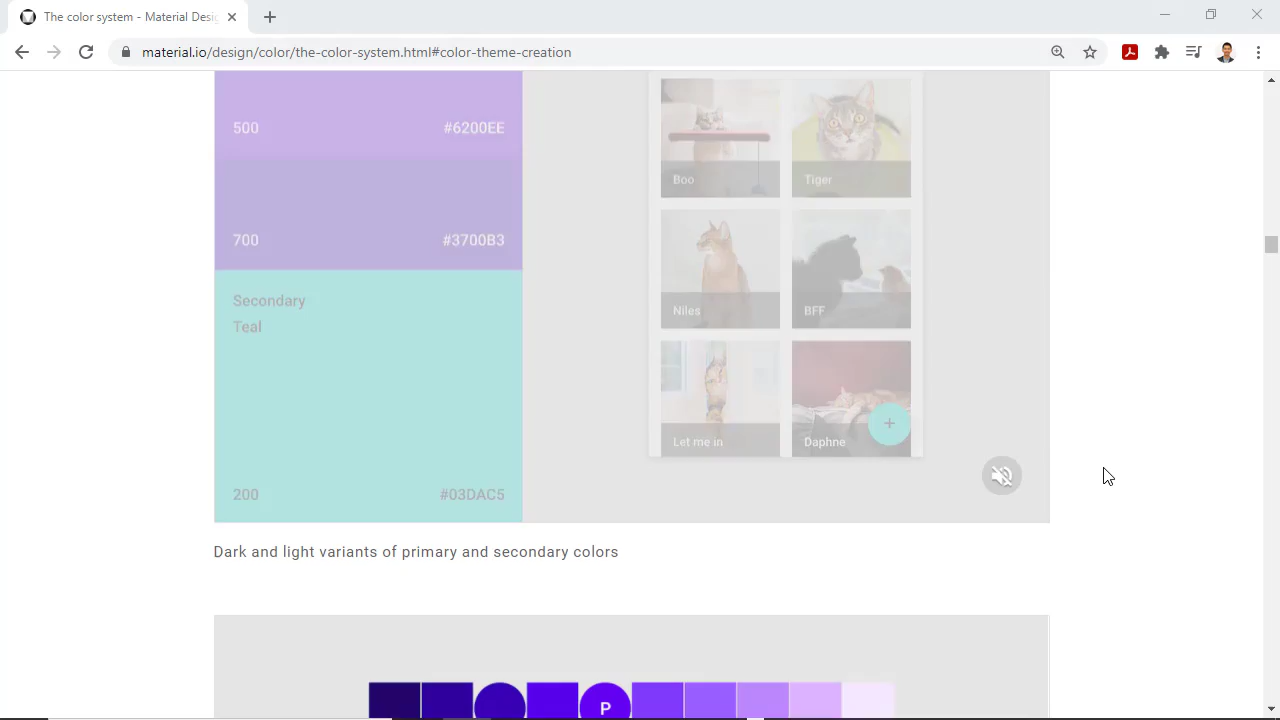 The color system - Material Desi
material.io/design/color/the-color-system.html#color-theme-creation
500 #6200EE
700 #3700B3
Secondary
Teal
200 #03DAC5
Boo Tiger
Niles BFF
Let me in Daphne
Dark and light variants of primary and secondary colors
P